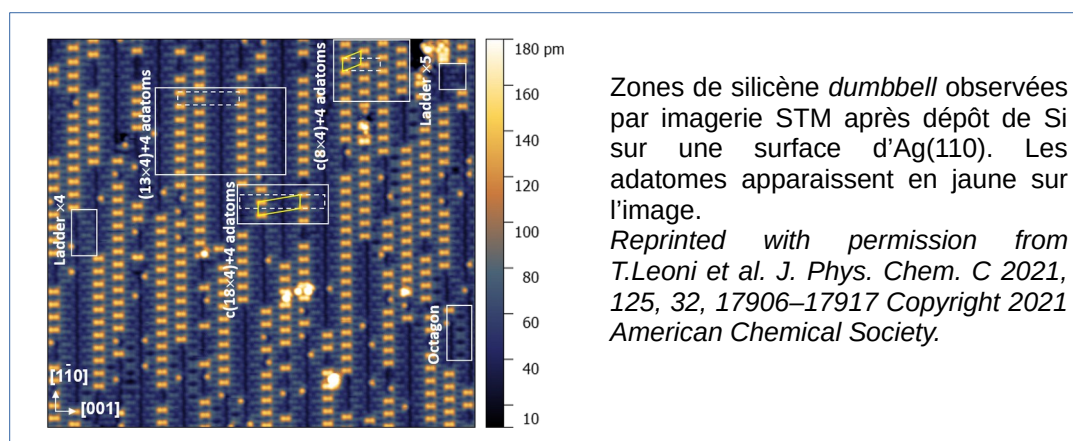 (13×4)+4 adatoms
c(8×4)+4 adatoms
Ladder ×5
Ladder ×4
c(18×4)+4 adatoms
Octagon
[11̄0]
[001]
180 pm
160
140
120
100
80
60
40
10
Zones de silicène dumbbell observées
par imagerie STM après dépôt de Si
sur une surface d’Ag(110). Les
adatomes apparaissent en jaune sur
l’image.
Reprinted with permission from
T.Leoni et al. J. Phys. Chem. C 2021,
125, 32, 17906–17917 Copyright 2021
American Chemical Society.